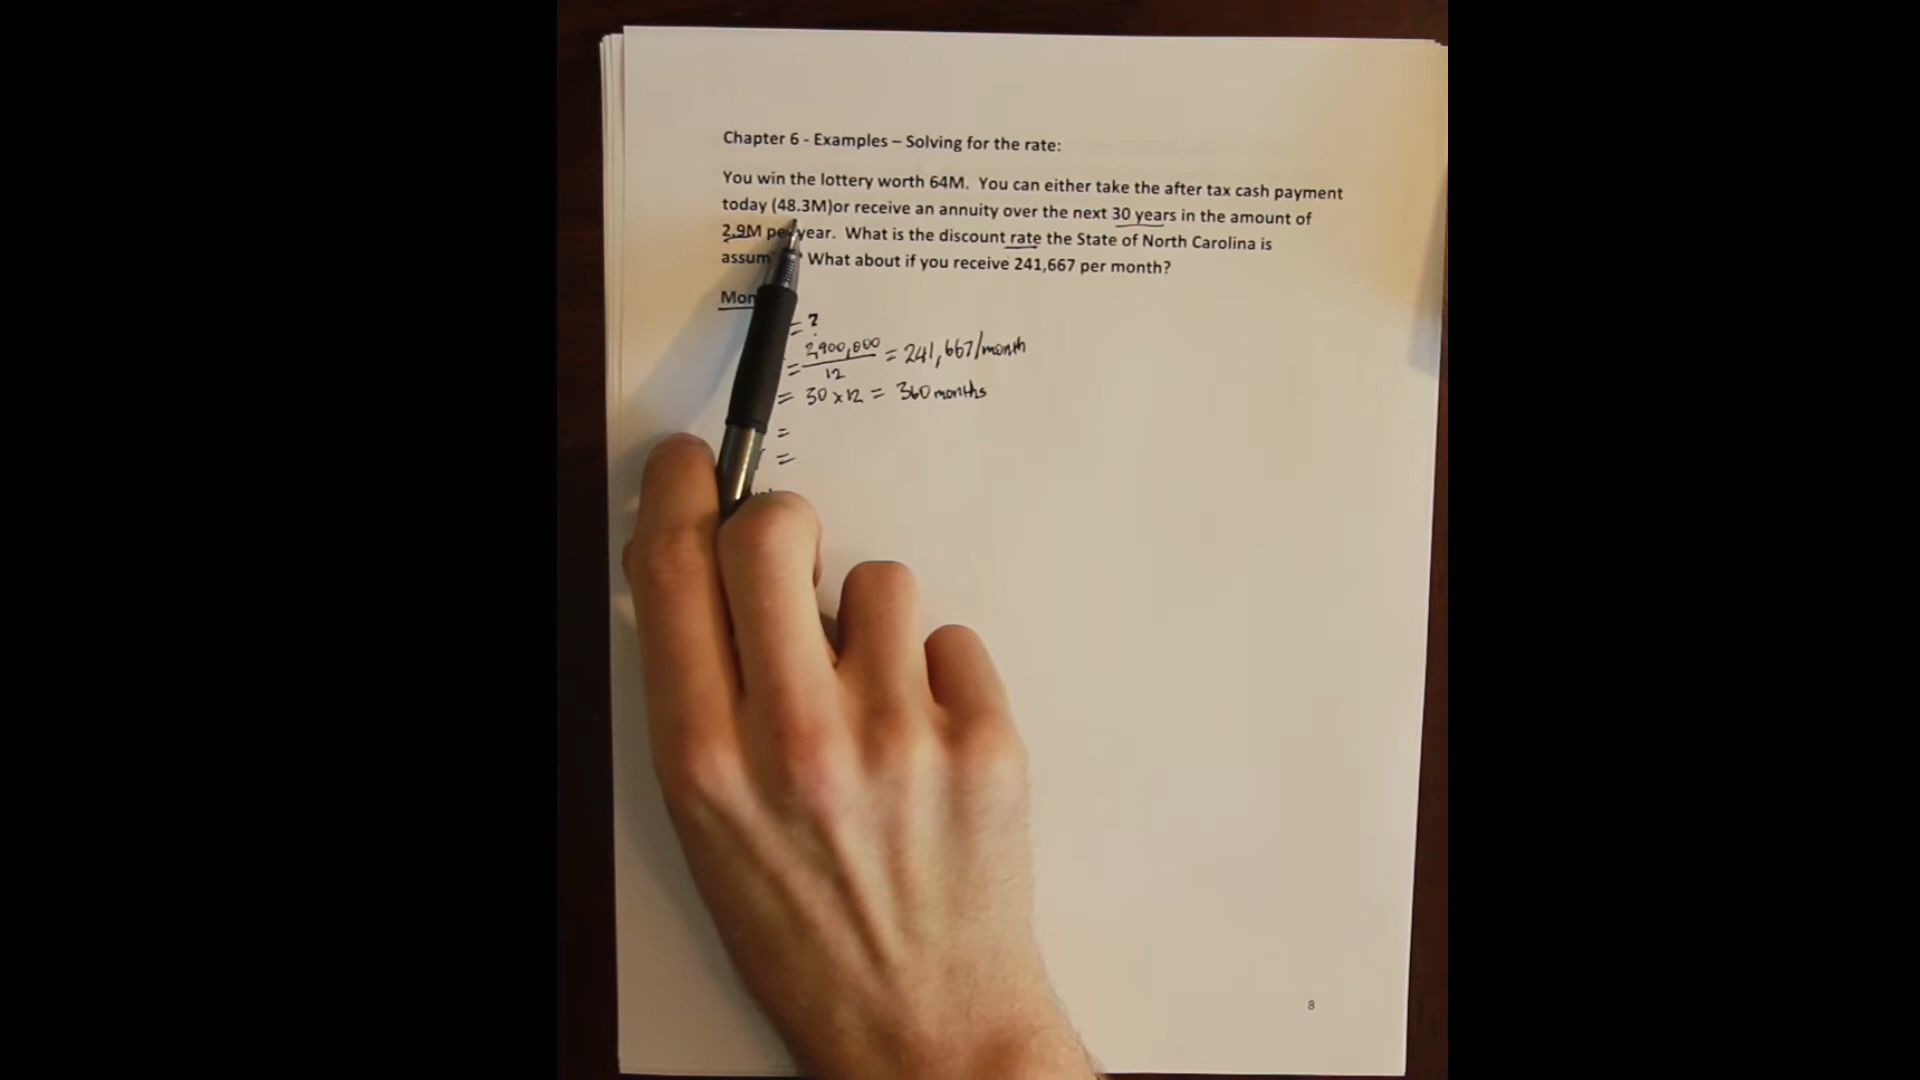 Chapter 6 - Examples – Solving for the rate:
You win the lottery worth 64M. You can either take the after tax cash payment
today (48.3M)or receive an annuity over the next 30 years in the amount of
2.9M per year. What is the discount rate the State of North Carolina is
What about if you receive 241,667 per month?
= ?
= 2,900,000 / 12 = 241,667/month
= 30 x 12 = 360 months
=
=
8